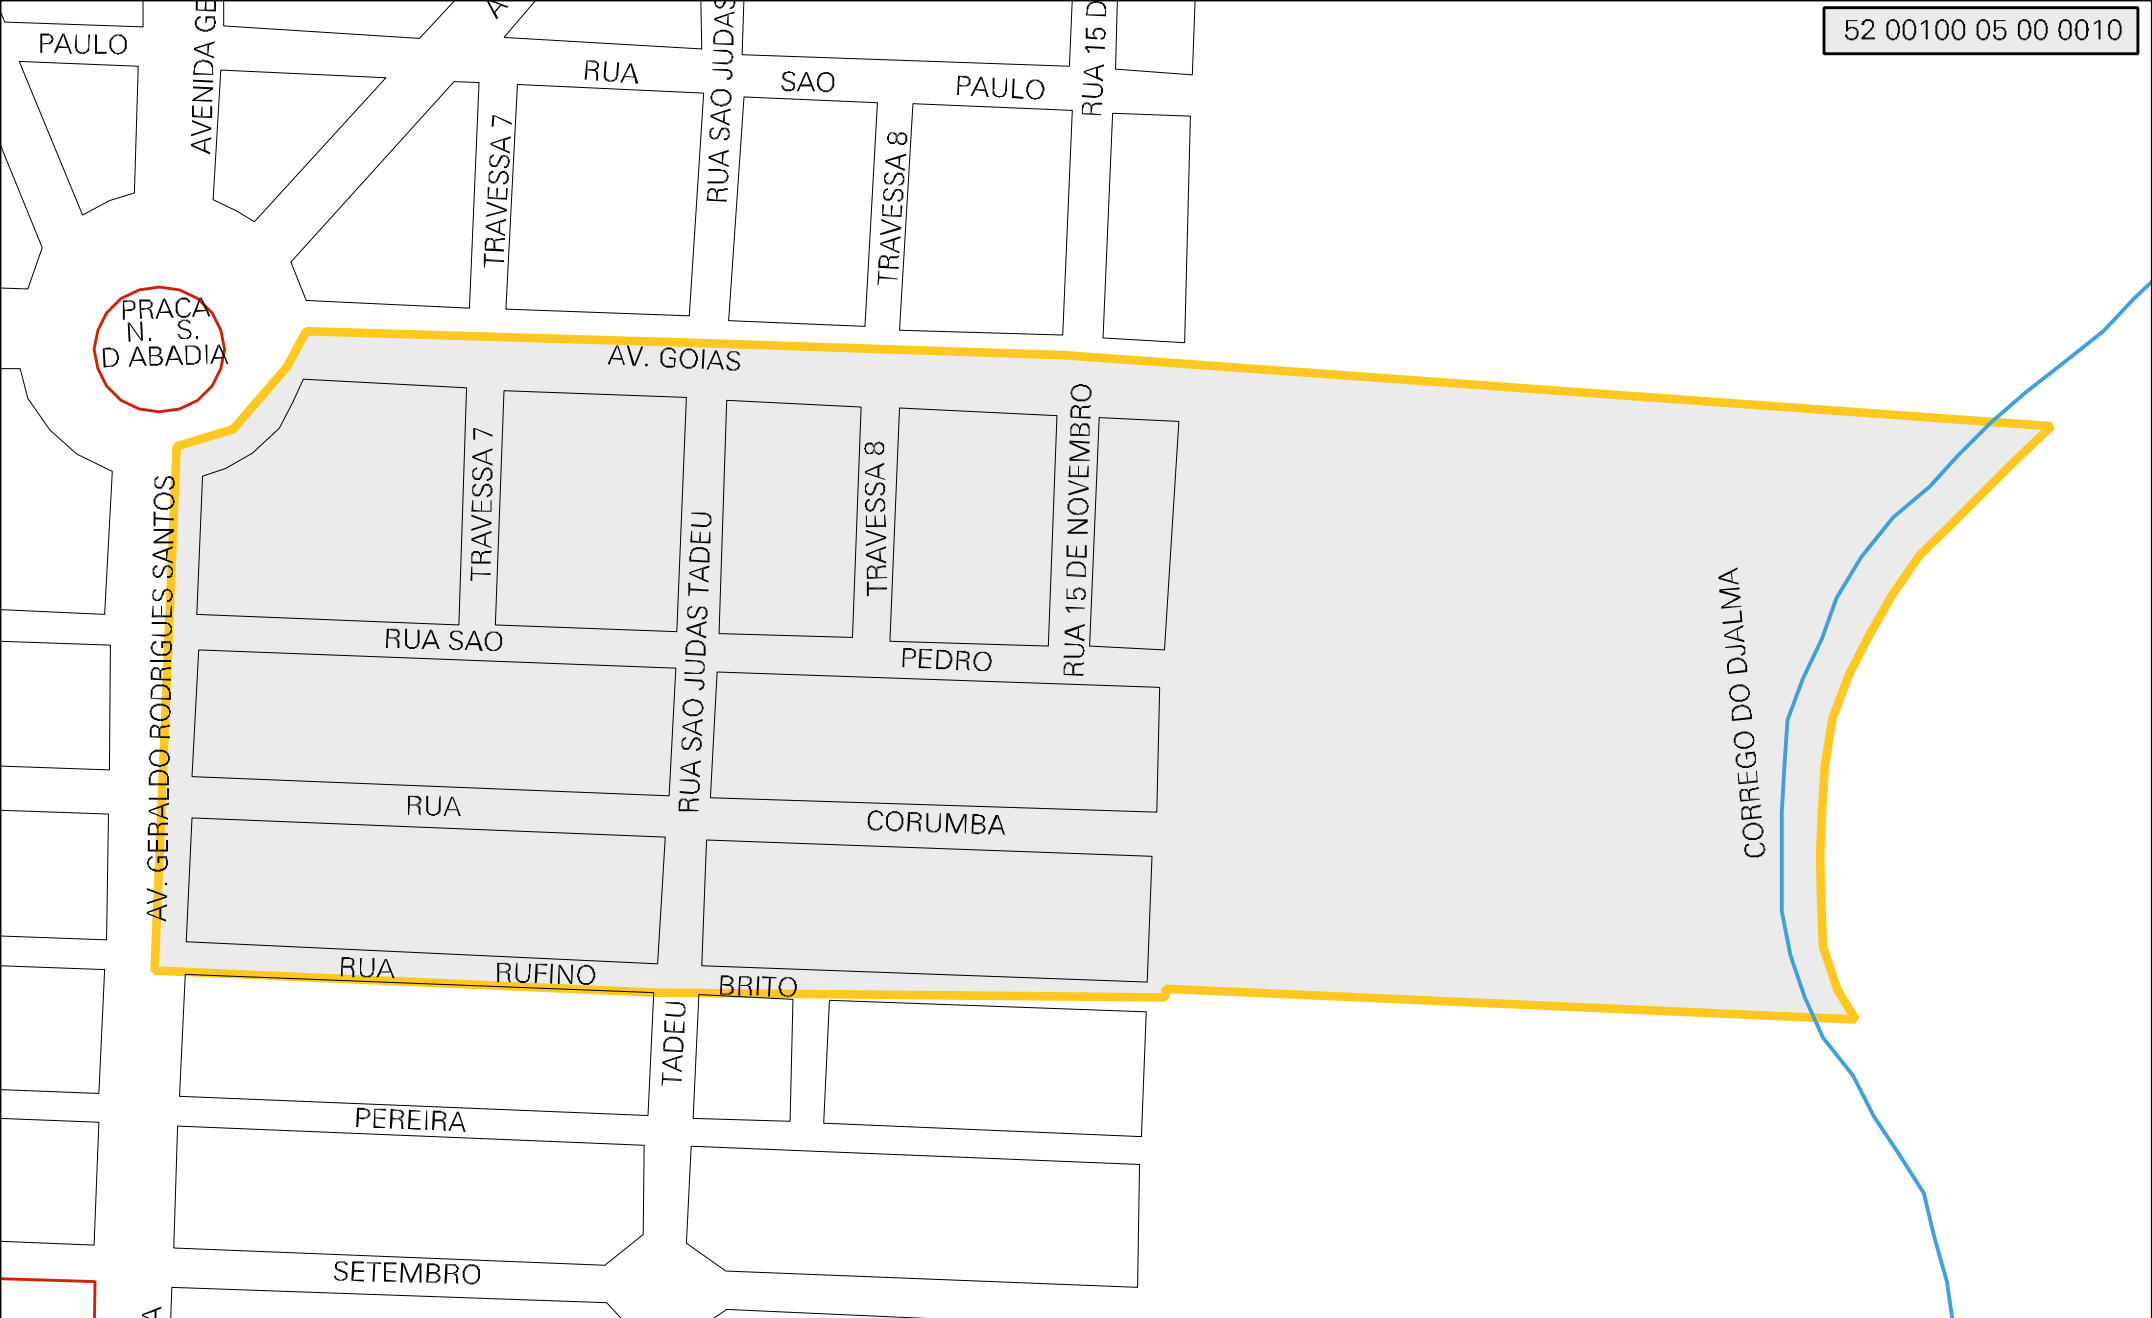 52 00100 05 00 0010
PAULO
AVENIDA GE
RUA
SAO
PAULO
RUA SAO JUDAS
RUA 15 D
TRAVESSA 7
TRAVESSA 8
PRACA
N. S.
D ABADIA
AV. GOIAS
TRAVESSA 7
TRAVESSA 8
RUA 15 DE NOVEMBRO
AV. GERALDO RODRIGUES SANTOS
RUA SAO JUDAS TADEU
CORREGO DO DJALMA
RUA SAO
PEDRO
RUA
CORUMBA
RUA
RUFINO
BRITO
TADEU
PEREIRA
SETEMBRO
A